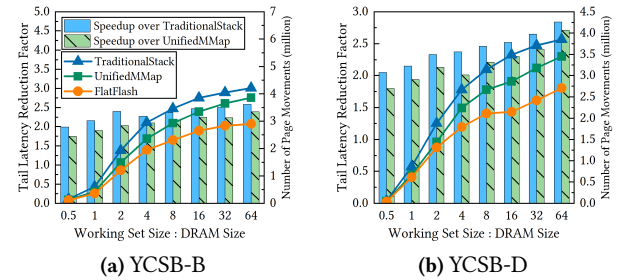 Speedup over TraditionalStack
Speedup over UnifiedMMap
TraditionalStack
UnifiedMMap
FlatFlash
Tail Latency Reduction Factor
5.0
4.5
4.0
3.5
3.0
2.5
2.0
1.5
1.0
0.5
0.0
7
6
5
4
3
2
1
0
Number of Page Movements (million)
0.5 1 2 4 8 16 32 64
Working Set Size : DRAM Size
(a) YCSB-B
Tail Latency Reduction Factor
3.0
2.5
2.0
1.5
1.0
0.5
0.0
4.5
4.0
3.5
3.0
2.5
2.0
1.5
1.0
0.5
0.0
Number of Page Movements (million)
0.5 1 2 4 8 16 32 64
Working Set Size : DRAM Size
(b) YCSB-D